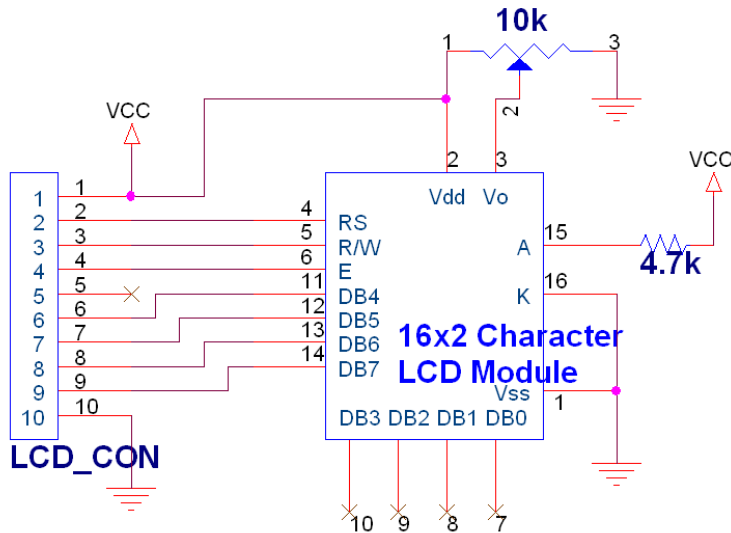 10k
1
3
2
VCC
VCC
2
3
1
1
Vdd
Vo
2
2
4
RS
15
A
3
3
5
R/W
4.7k
4
4
6
E
16
K
5
5
11
DB4
6
6
12
DB5
7
7
13
DB6
16x2 Character
8
8
14
DB7
LCD Module
9
9
Vss
1
10
10
DB3
DB2
DB1
DB0
LCD_CON
10
9
8
7